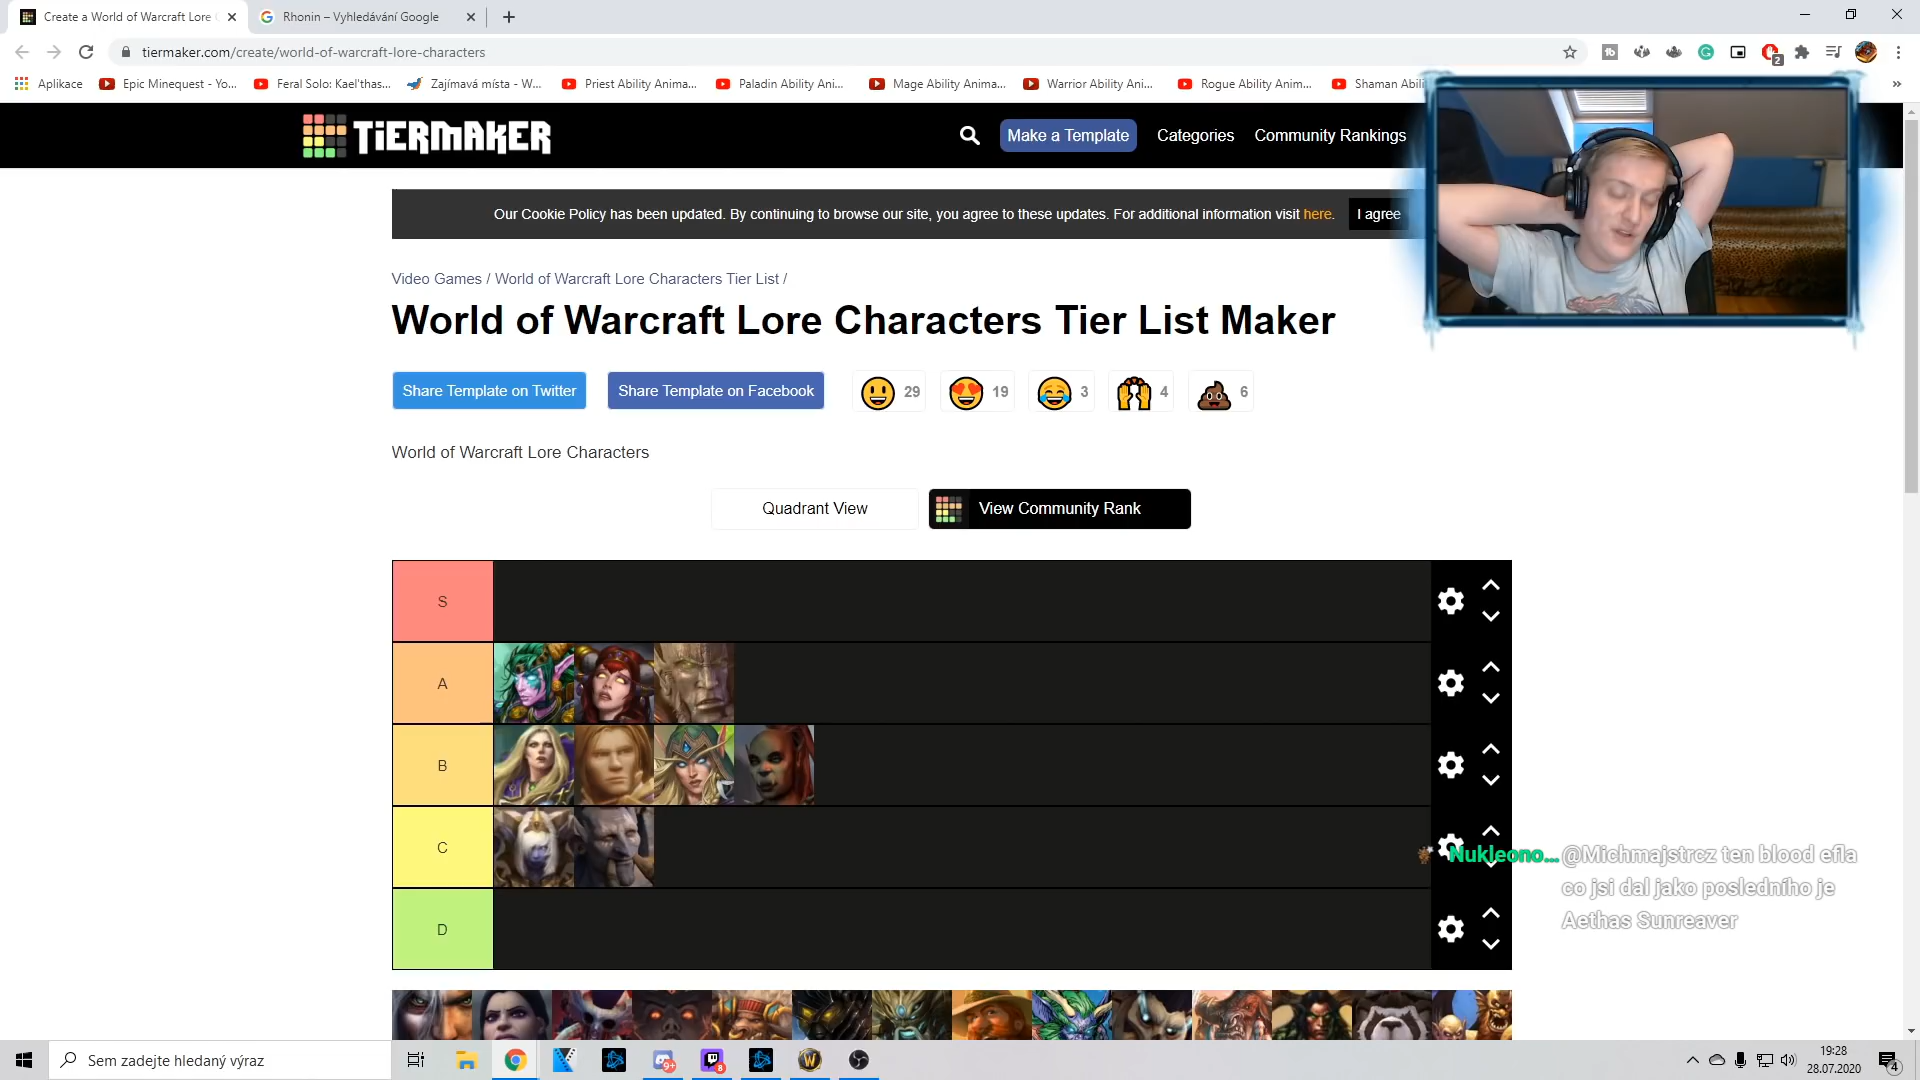 Create a World of Warcraft Lore
Rhonin – Vyhledávání Google
tiermaker.com/create/world-of-warcraft-lore-characters
2
Aplikace
Epic Minequest - Yo...
Feral Solo: Kael'thas...
Zajímavá místa - W...
Priest Ability Anima...
Paladin Ability Ani...
Mage Ability Anima...
Warrior Ability Ani...
Rogue Ability Anim...
Shaman Abili
TiERMAKER
Make a Template
Categories
Community Rankings
Our Cookie Policy has been updated. By continuing to browse our site, you agree to these updates. For additional information visit here.
I agree
Video Games / World of Warcraft Lore Characters Tier List /
World of Warcraft Lore Characters Tier List Maker
Share Template on Twitter
Share Template on Facebook
29
19
3
4
6
World of Warcraft Lore Characters
Quadrant View
View Community Rank
S
A
B
C
D
Nukleono... @Michmajstrcz ten blood efla
co jsi dal jako posledního je
Aethas Sunreaver
Sem zadejte hledaný výraz
9+
8
19:28
28.07.2020
4